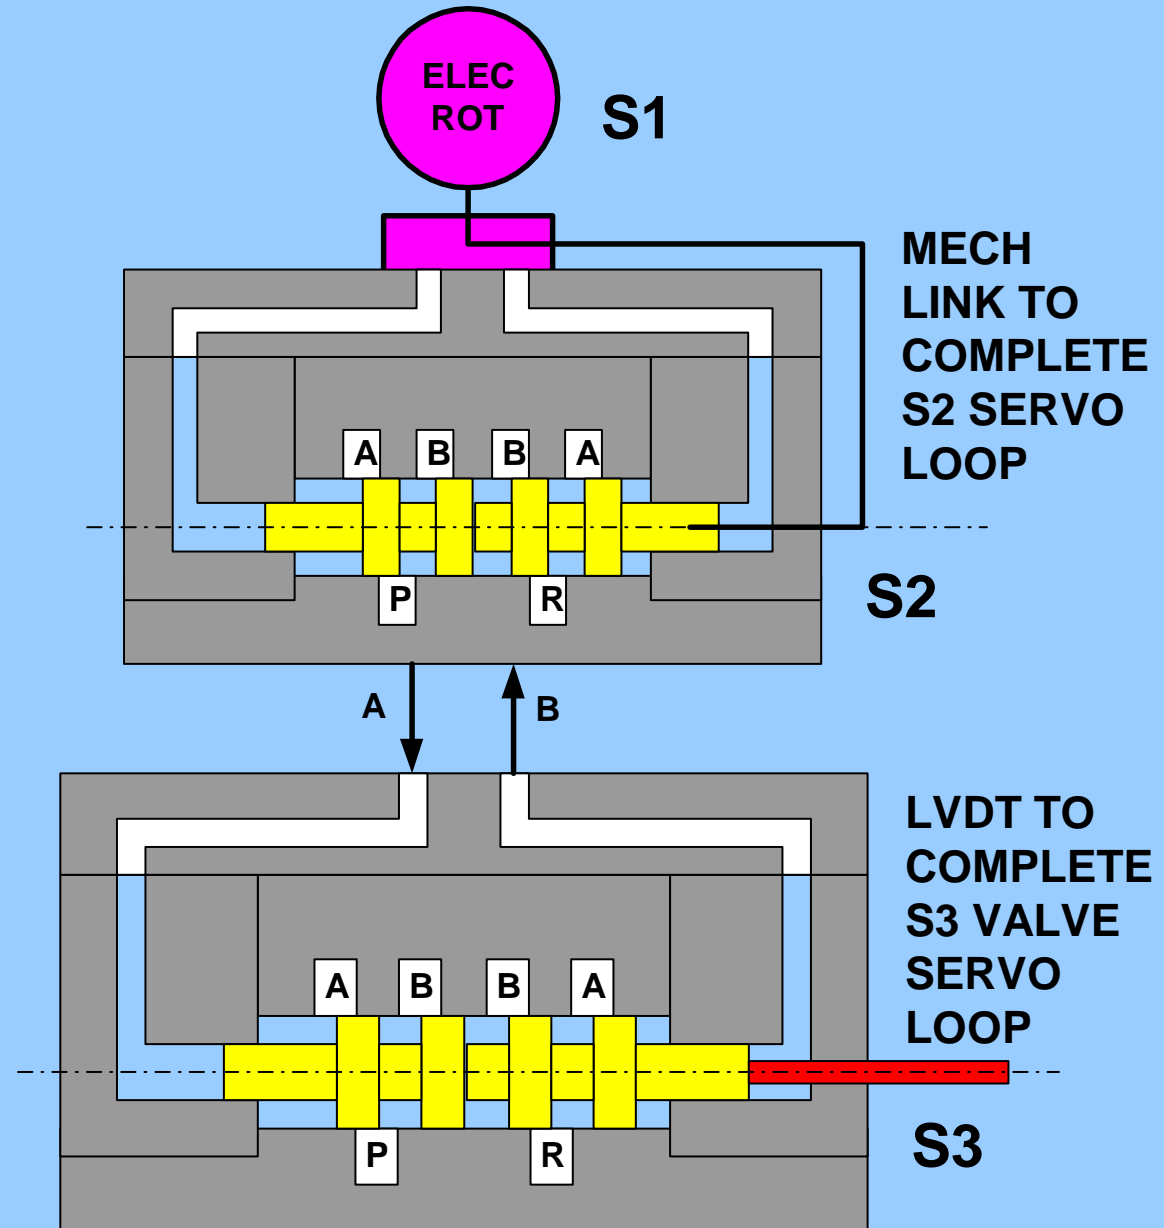 ELEC
ROT
S1
MECH
LINK TO
COMPLETE
S2 SERVO
LOOP
A B B A
P R
S2
A B
LVDT TO
COMPLETE
S3 VALVE
SERVO
LOOP
A B B A
P R
S3